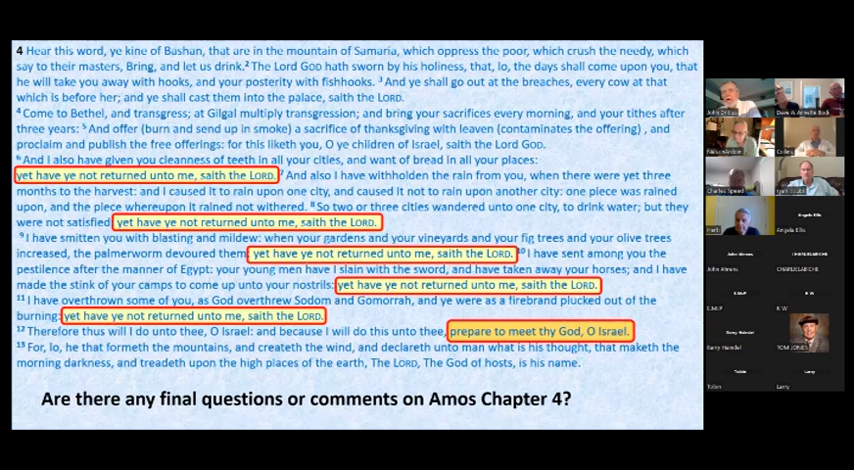 4 Hear this word, ye kine of Bashan, that are in the mountain of Samaria, which oppress the poor, which crush the needy, which
say to their masters, Bring, and let us drink.² The Lord GOD hath sworn by his holiness, that, lo, the days shall come upon you, that
he will take you away with hooks, and your posterity with fishhooks. ³ And ye shall go out at the breaches, every cow at that
which is before her; and ye shall cast them into the palace, saith the LORD.
⁴ Come to Bethel, and transgress; at Gilgal multiply transgression; and bring your sacrifices every morning, and your tithes after
three years: ⁵ And offer (burn and send up in smoke) a sacrifice of thanksgiving with leaven (contaminates the offering) , and
proclaim and publish the free offerings: for this liketh you, O ye children of Israel, saith the Lord GOD.
⁶ And I also have given you cleanness of teeth in all your cities, and want of bread in all your places:
yet have ye not returned unto me, saith the LORD. ⁷ And also I have withholden the rain from you, when there were yet three
months to the harvest: and I caused it to rain upon one city, and caused it not to rain upon another city: one piece was rained
upon, and the piece whereupon it rained not withered. ⁸ So two or three cities wandered unto one city, to drink water; but they
were not satisfied: yet have ye not returned unto me, saith the LORD.
⁹ I have smitten you with blasting and mildew: when your gardens and your vineyards and your fig trees and your olive trees
increased, the palmerworm devoured them: yet have ye not returned unto me, saith the LORD. ¹⁰ I have sent among you the
pestilence after the manner of Egypt: your young men have I slain with the sword, and have taken away your horses; and I have
made the stink of your camps to come up unto your nostrils: yet have ye not returned unto me, saith the LORD.
¹¹ I have overthrown some of you, as God overthrew Sodom and Gomorrah, and ye were as a firebrand plucked out of the
burning: yet have ye not returned unto me, saith the LORD.
¹² Therefore thus will I do unto thee, O Israel: and because I will do this unto thee, prepare to meet thy God, O Israel.
¹³ For, lo, he that formeth the mountains, and createth the wind, and declareth unto man what is his thought, that maketh the
morning darkness, and treadeth upon the high places of the earth, The LORD, The God of hosts, is his name.
Are there any final questions or comments on Amos Chapter 4?
Charles Speed
Angela Ellis
Angela Ellis
John Ahrens
John Ahrens
CHARLIELARICHE
Barry Haindel
Barry Haindel
TOM JONES
Tobin
Larry
Tobin
Larry